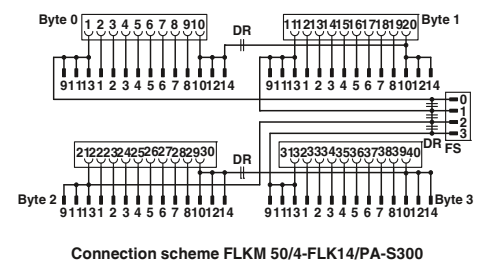 Byte 0 1 2 3 4 5 6 7 8 9 10 DR 11 12 13 14 15 16 17 18 19 20 Byte 1
9 11 13 1 2 3 4 5 6 7 8 10 12 14 9 11 13 1 2 3 4 5 6 7 8 10 12 14
0
1
2
3
DR FS
21 22 23 24 25 26 27 28 29 30 DR 31 32 33 34 35 36 37 38 39 40
Byte 2 9 11 13 1 2 3 4 5 6 7 8 10 12 14 9 11 13 1 2 3 4 5 6 7 8 10 12 14 Byte 3
Connection scheme FLKM 50/4-FLK14/PA-S300